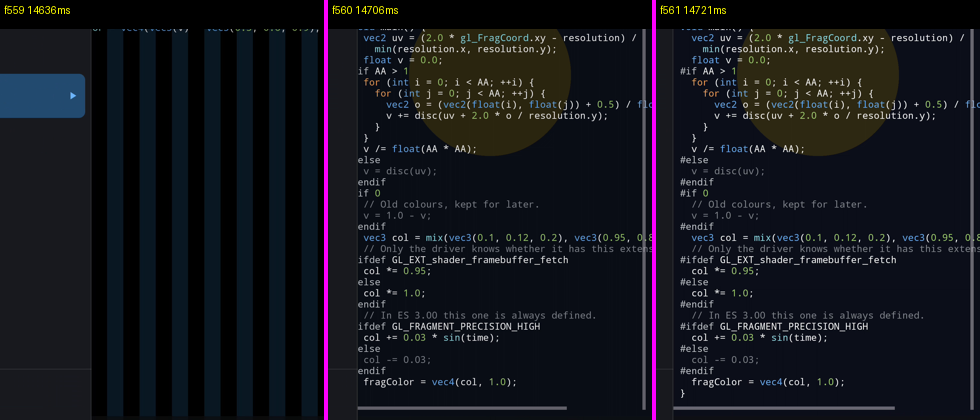 f559 14636ms
f560 14706ms
vec2 uv = (2.0 * gl_FragCoord.xy - resolution) /
min(resolution.x, resolution.y);
float v = 0.0;
if AA > 1
for (int i = 0; i < AA; ++i) {
for (int j = 0; j < AA; ++j) {
vec2 o = (vec2(float(i), float(j)) + 0.5) / flo
v += disc(uv + 2.0 * o / resolution.y);
}
}
v /= float(AA * AA);
else
v = disc(uv);
endif
if 0
// Old colours, kept for later.
v = 1.0 - v;
endif
vec3 col = mix(vec3(0.1, 0.12, 0.2), vec3(0.95, 0.8
// Only the driver knows whether it has this extens
ifdef GL_EXT_shader_framebuffer_fetch
col *= 0.95;
else
col *= 1.0;
endif
// In ES 3.00 this one is always defined.
ifdef GL_FRAGMENT_PRECISION_HIGH
col += 0.03 * sin(time);
else
col -= 0.03;
endif
fragColor = vec4(col, 1.0);
f561 14721ms
vec2 uv = (2.0 * gl_FragCoord.xy - resolution) /
min(resolution.x, resolution.y);
float v = 0.0;
#if AA > 1
for (int i = 0; i < AA; ++i) {
for (int j = 0; j < AA; ++j) {
vec2 o = (vec2(float(i), float(j)) + 0.5) / flo
v += disc(uv + 2.0 * o / resolution.y);
}
}
v /= float(AA * AA);
#else
v = disc(uv);
#endif
#if 0
// Old colours, kept for later.
v = 1.0 - v;
#endif
vec3 col = mix(vec3(0.1, 0.12, 0.2), vec3(0.95, 0.8
// Only the driver knows whether it has this extens
#ifdef GL_EXT_shader_framebuffer_fetch
col *= 0.95;
#else
col *= 1.0;
#endif
// In ES 3.00 this one is always defined.
#ifdef GL_FRAGMENT_PRECISION_HIGH
col += 0.03 * sin(time);
#else
col -= 0.03;
#endif
fragColor = vec4(col, 1.0);
}